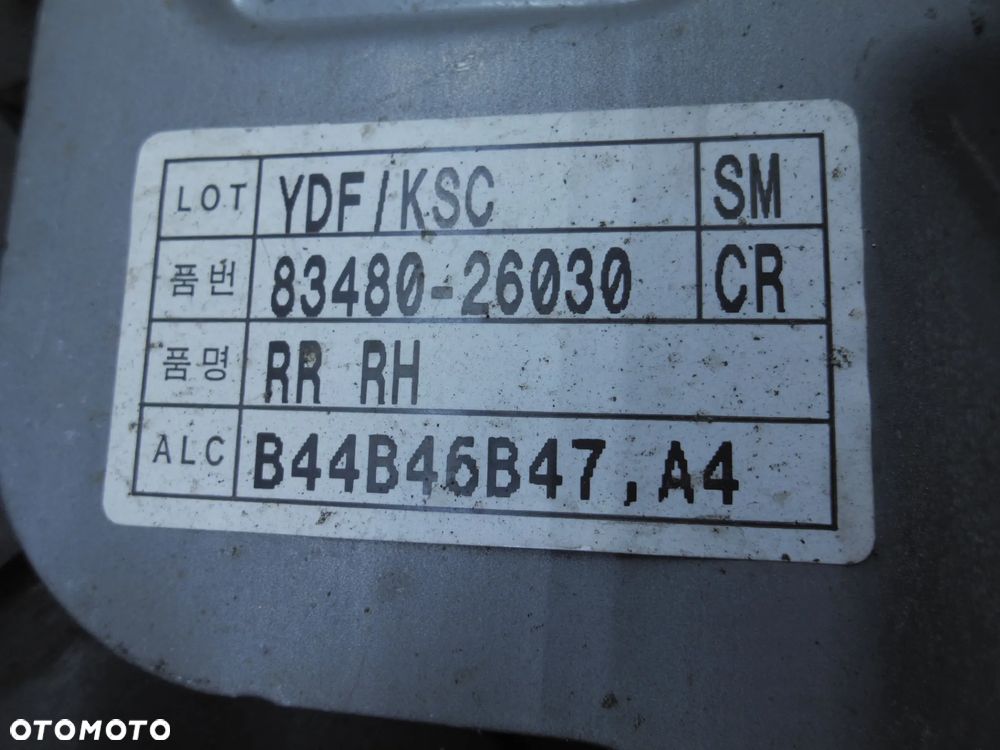 LOT YDF/KSC SM
품번 83480-26030 CR
품명 RR RH
ALC B44B46B47,A4
OTOMOTO